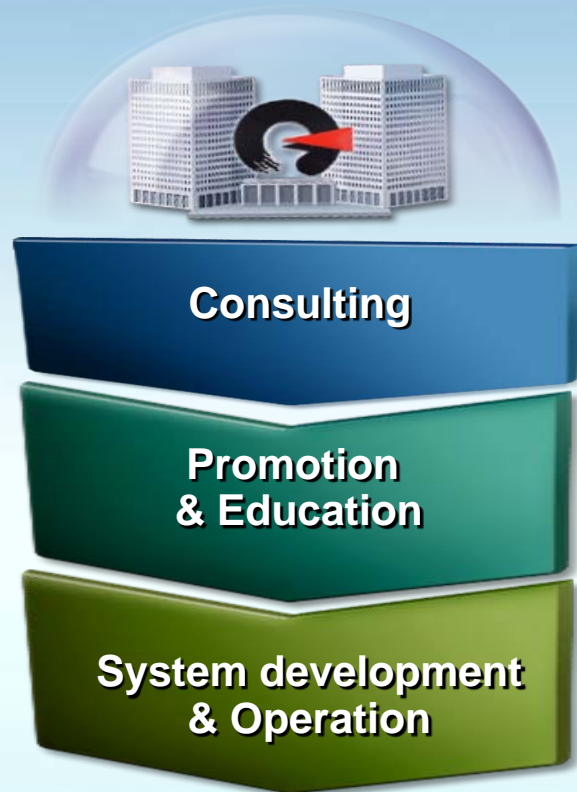 Consulting
Promotion
& Education
System development
& Operation